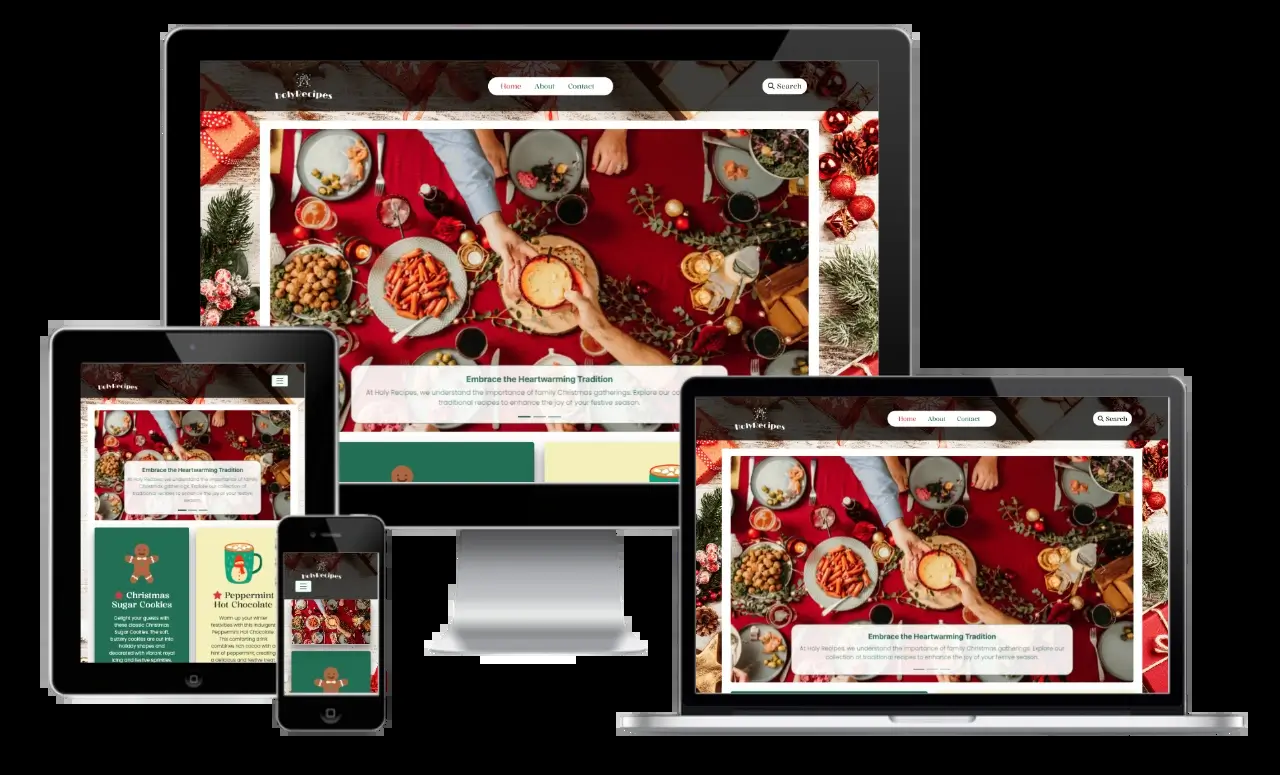 HolyRecipes
Home About Contact
Search
Embrace the Heartwarming Tradition
At Holy Recipes, we understand the importance of family Christmas gatherings. Explore our co
traditional recipes to enhance the joy of your festive season.
HolyRecipes
Embrace the Heartwarming Tradition
At Holy Recipes, we understand the importance of family
Christmas gatherings. Explore our collection of
traditional recipes to enhance the joy of your festive
season.
Christmas
Sugar Cookies
Delight your guests with
these classic Christmas
Sugar Cookies. The soft,
buttery cookies are cut into
holiday shapes and
decorated with vibrant royal
icing and festive sprinkles,
Peppermint
Hot Chocolate
Warm up your winter
festivities with this indulgent
Peppermint Hot Chocolate.
This comforting drink
combines rich cocoa with a
hint of peppermint, creating
a delicious and festive treat
HolyRecipes
HolyRecipes
Home About Contact
Search
Embrace the Heartwarming Tradition
At Holy Recipes, we understand the importance of family Christmas gatherings. Explore our
collection of traditional recipes to enhance the joy of your festive season.